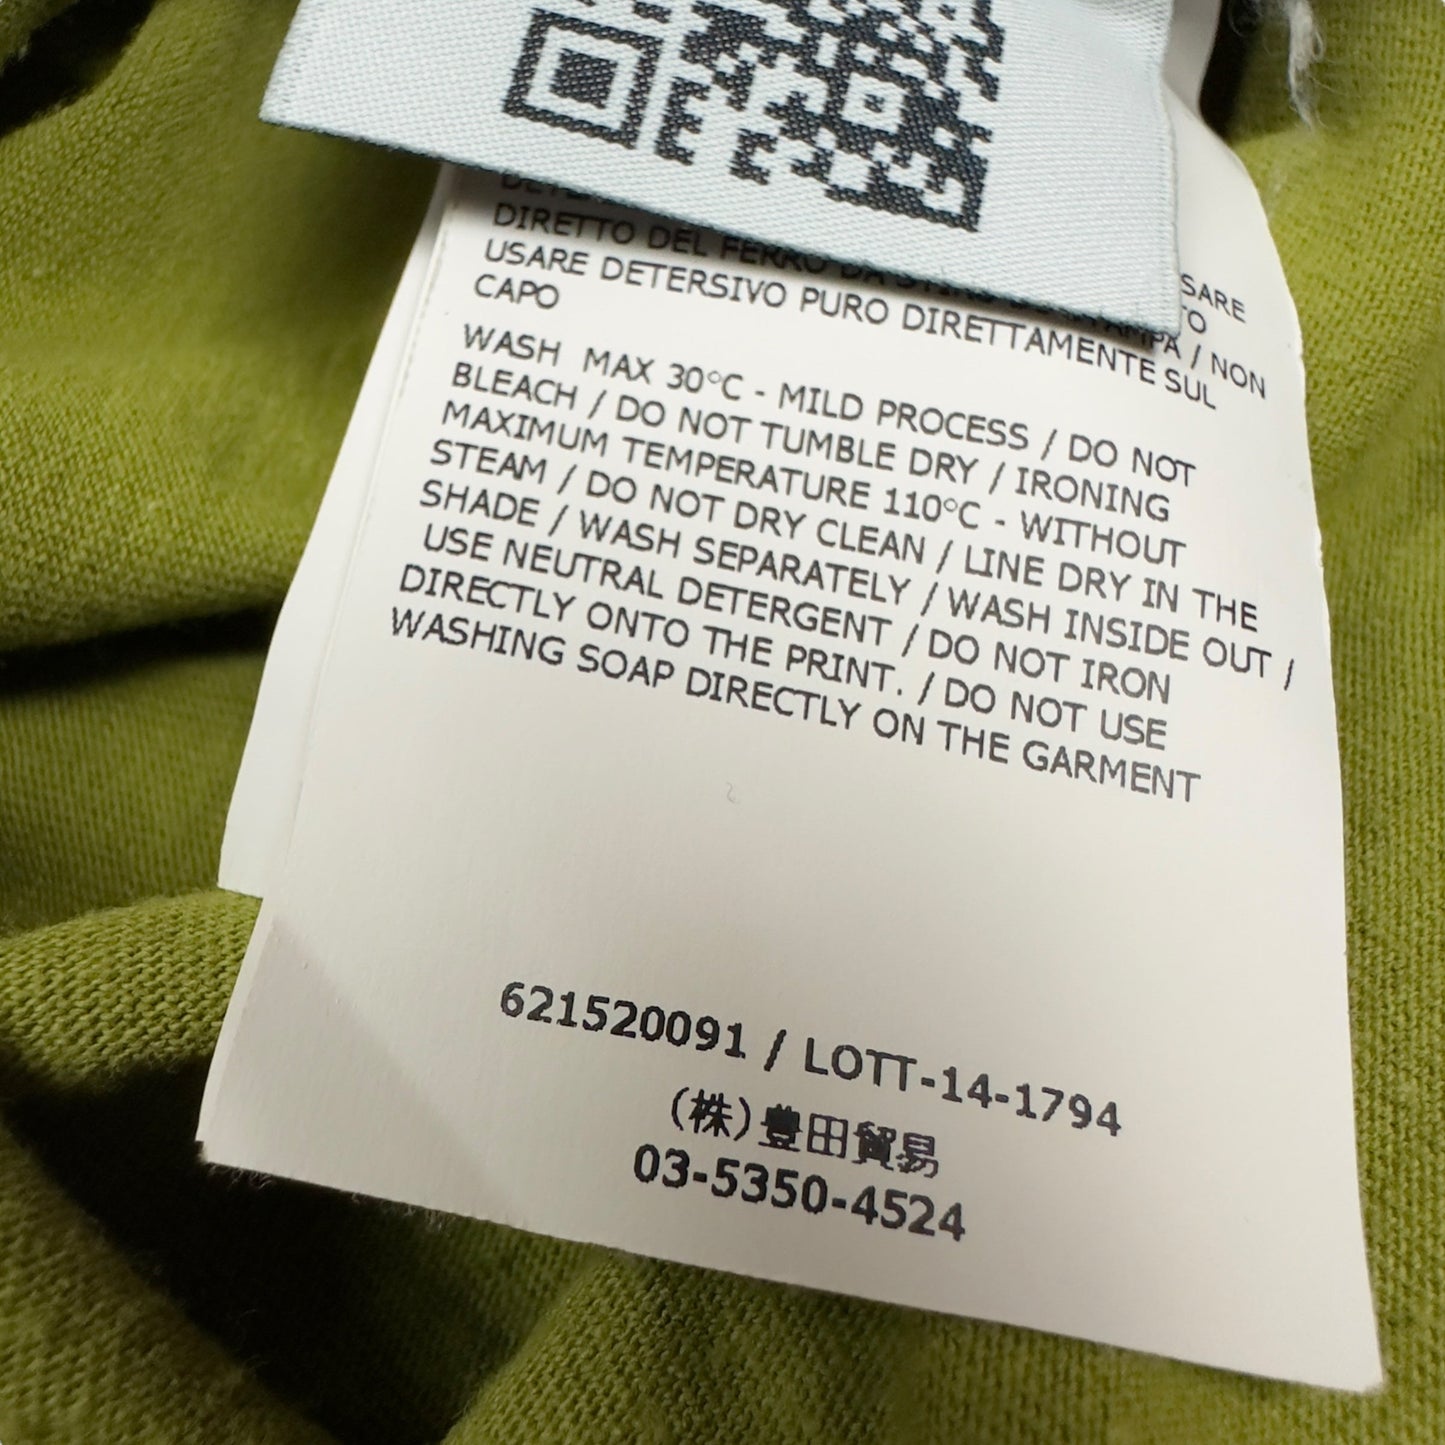 DIRETTO DEL FERRO DA
USARE
USARE DETERSIVO PURO DIRETTAMENTE SUL
/ NON
CAPO
WASH MAX 30°C - MILD PROCESS / DO NOT
BLEACH / DO NOT TUMBLE DRY / IRONING
MAXIMUM TEMPERATURE 110°C - WITHOUT
STEAM / DO NOT DRY CLEAN / LINE DRY IN THE
SHADE / WASH SEPARATELY / WASH INSIDE OUT /
USE NEUTRAL DETERGENT / DO NOT IRON
DIRECTLY ONTO THE PRINT. / DO NOT USE
WASHING SOAP DIRECTLY ON THE GARMENT
621520091 / LOTT-14-1794
(株)豊田貿易
03-5350-4524